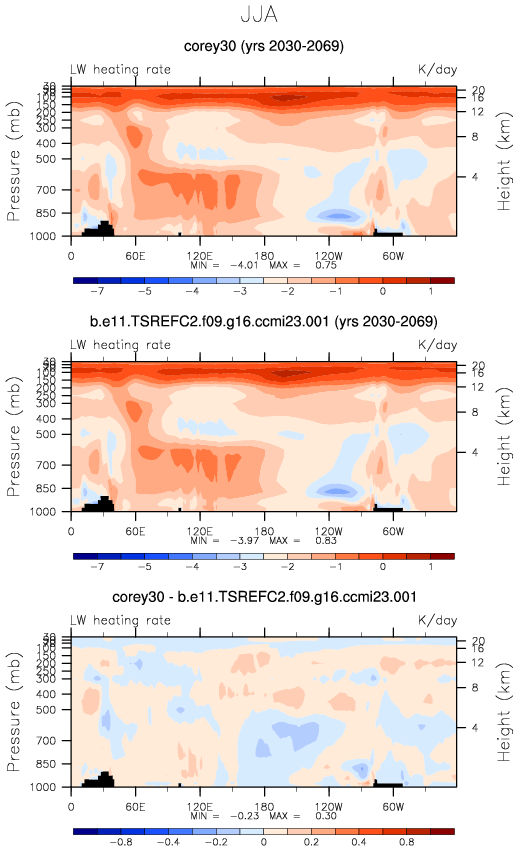 JJA
corey30 (yrs 2030-2069)
LW heating rate K/day
Pressure (mb)
Height (km)
30
100
150
200
250
300
400
500
700
850
1000
20
16
12
8
4
0 60E 120E 180 120W 60W
MIN = -4.01 MAX = 0.75
-7 -5 -4 -3 -2 -1 0 1
b.e11.TSREFC2.f09.g16.ccmi23.001 (yrs 2030-2069)
LW heating rate K/day
Pressure (mb)
Height (km)
30
100
150
200
250
300
400
500
700
850
1000
20
16
12
8
4
0 60E 120E 180 120W 60W
MIN = -3.97 MAX = 0.83
-7 -5 -4 -3 -2 -1 0 1
corey30 - b.e11.TSREFC2.f09.g16.ccmi23.001
LW heating rate K/day
Pressure (mb)
Height (km)
30
100
150
200
250
300
400
500
700
850
1000
20
16
12
8
4
0 60E 120E 180 120W 60W
MIN = -0.23 MAX = 0.30
-0.8 -0.4 -0.2 0 0.2 0.4 0.8